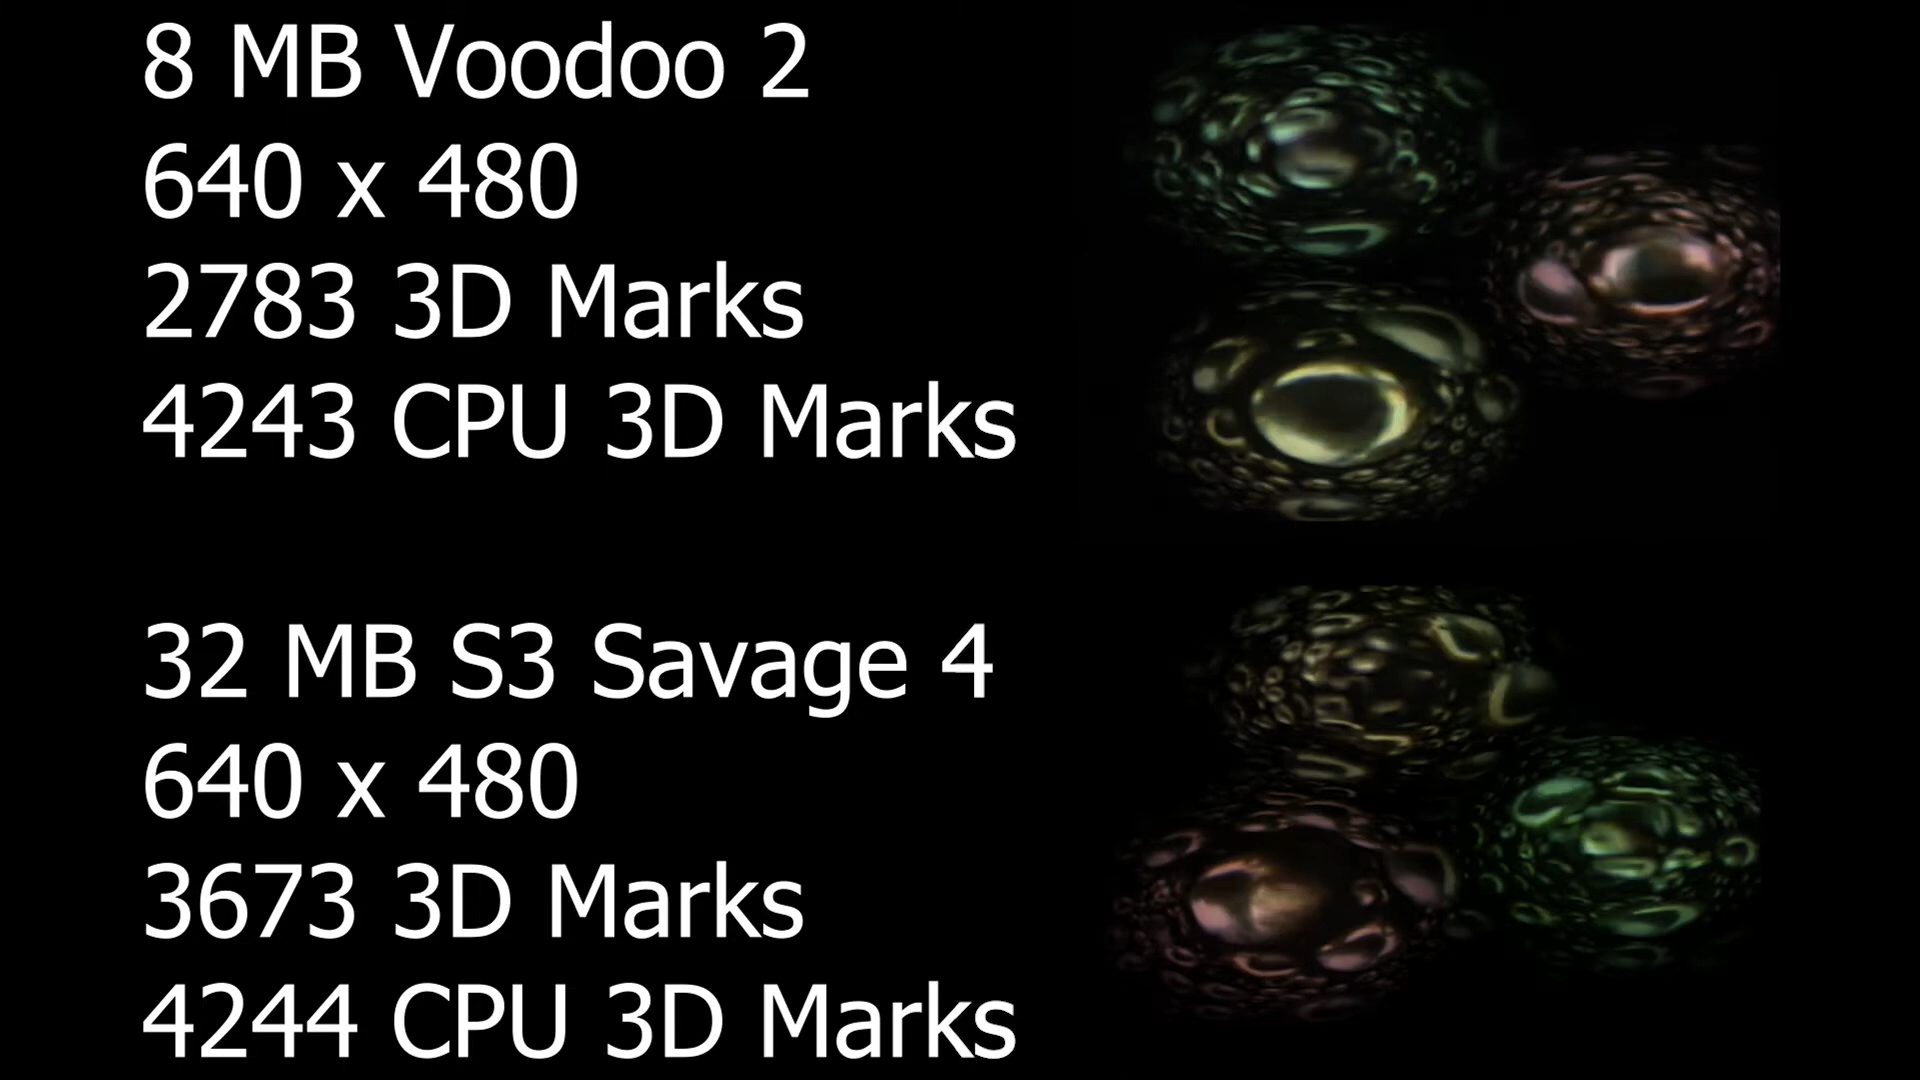 8 MB Voodoo 2
640 x 480
2783 3D Marks
4243 CPU 3D Marks
32 MB S3 Savage 4
640 x 480
3673 3D Marks
4244 CPU 3D Marks